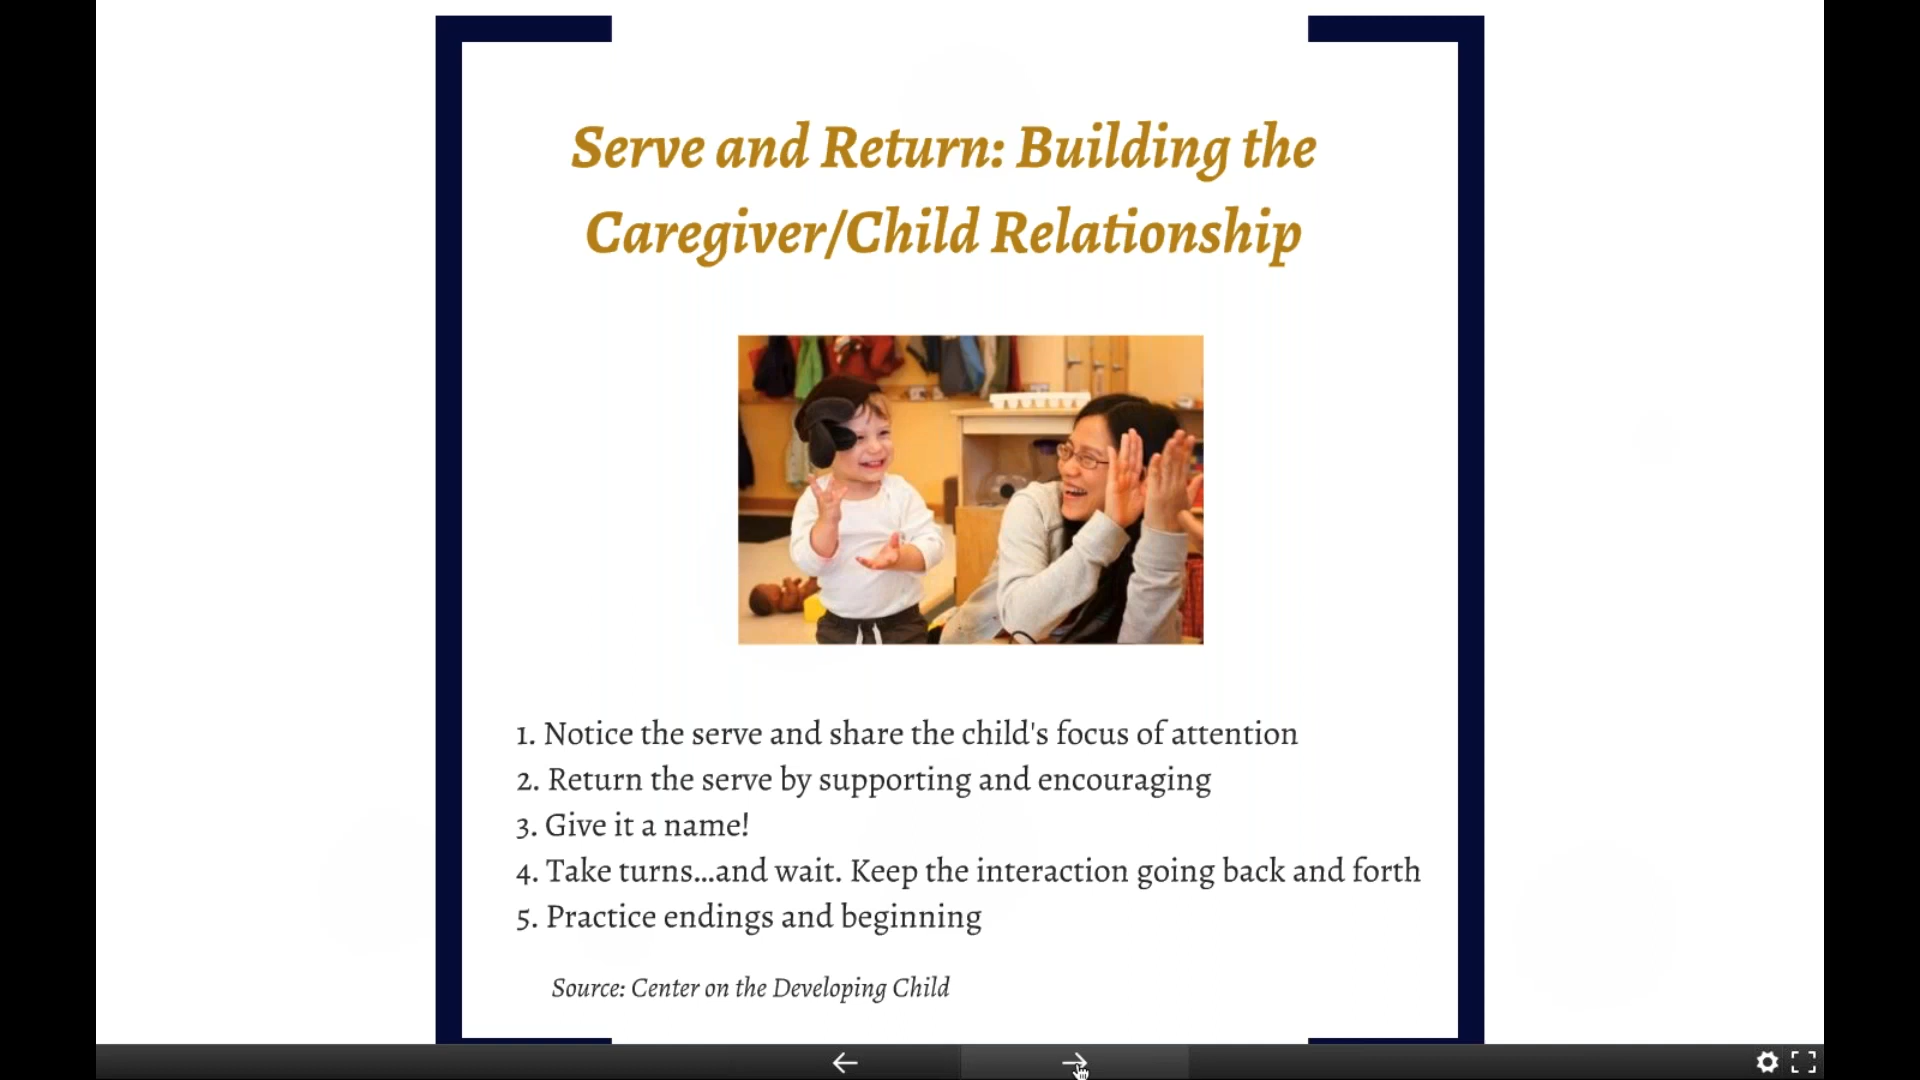 Serve and Return: Building the
Caregiver/Child Relationship
1. Notice the serve and share the child's focus of attention
2. Return the serve by supporting and encouraging
3. Give it a name!
4. Take turns...and wait. Keep the interaction going back and forth
5. Practice endings and beginning
Source: Center on the Developing Child